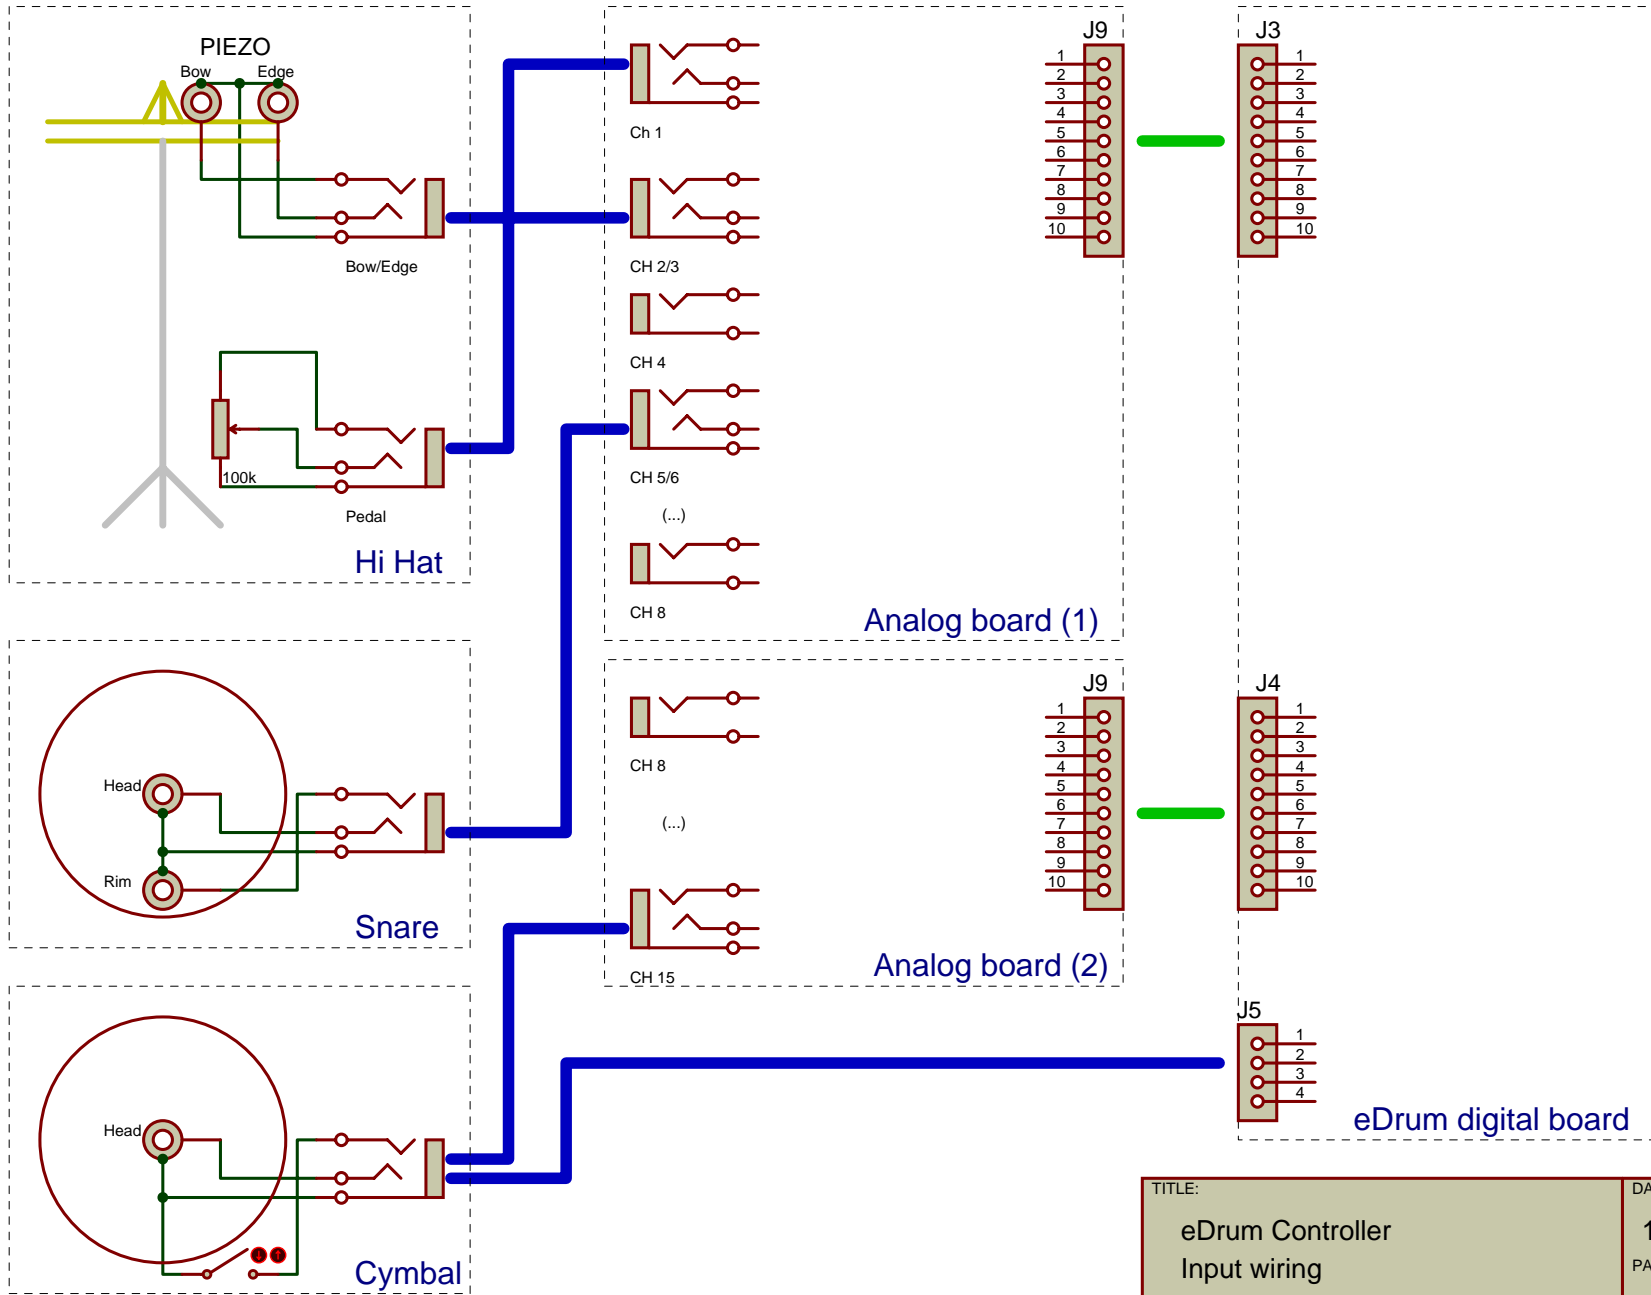 PIEZO
Bow
Edge
Bow/Edge
100k
Pedal
Hi Hat
Ch 1
CH 2/3
CH 4
CH 5/6
(...)
CH 8
Analog board (1)
J9
1
2
3
4
5
6
7
8
9
10
J3
1
2
3
4
5
6
7
8
9
10
Head
Rim
Snare
CH 8
(...)
CH 15
Analog board (2)
J9
1
2
3
4
5
6
7
8
9
10
J4
1
2
3
4
5
6
7
8
9
10
Head
Cymbal
J5
1
2
3
4
eDrum digital board
TITLE:
eDrum Controller
Input wiring
DA
1
PA